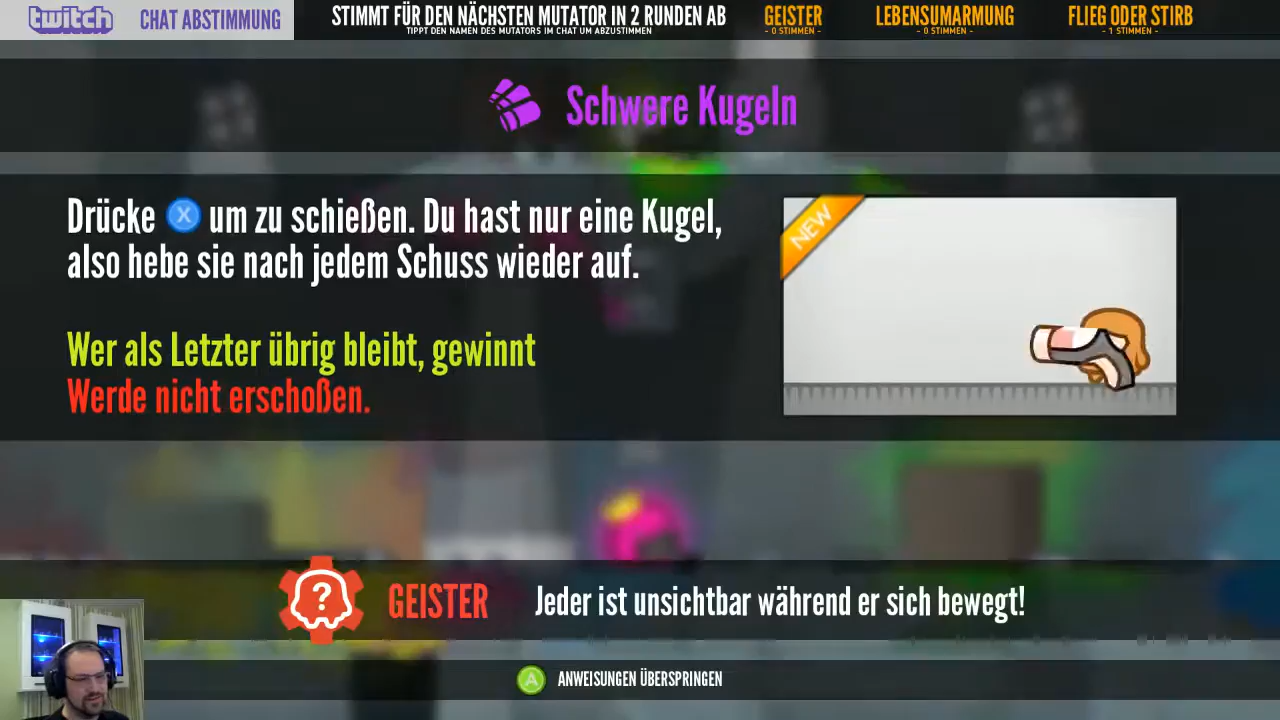 twitch CHAT ABSTIMMUNG
STIMMT FÜR DEN NÄCHSTEN MUTATOR IN 2 RUNDEN AB
TIPPT DEN NAMEN DES MUTATORS IM CHAT UM ABZUSTIMMEN
GEISTER
- 0 STIMMEN -
LEBENSUMARMUNG
- 0 STIMMEN -
FLIEG ODER STIRB
- 1 STIMMEN -
Schwere Kugeln
Drücke X um zu schießen. Du hast nur eine Kugel,
also hebe sie nach jedem Schuss wieder auf.
Wer als Letzter übrig bleibt, gewinnt
Werde nicht erschoßen.
NEW
? GEISTER Jeder ist unsichtbar während er sich bewegt!
A ANWEISUNGEN ÜBERSPRINGEN